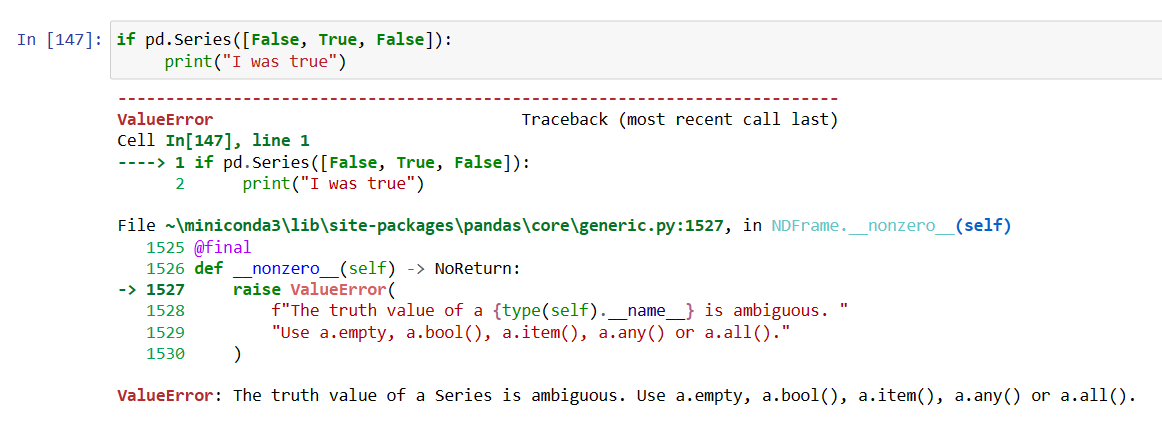 In [147]: if pd.Series([False, True, False]):
     print("I was true")
---------------------------------------------------------------------------
ValueError                                Traceback (most recent call last)
Cell In[147], line 1
----> 1 if pd.Series([False, True, False]):
      2      print("I was true")
File ~\miniconda3\lib\site-packages\pandas\core\generic.py:1527, in NDFrame.__nonzero__(self)
   1525 @final
   1526 def __nonzero__(self) -> NoReturn:
-> 1527     raise ValueError(
   1528         f"The truth value of a {type(self).__name__} is ambiguous. "
   1529         "Use a.empty, a.bool(), a.item(), a.any() or a.all()."
   1530     )
ValueError: The truth value of a Series is ambiguous. Use a.empty, a.bool(), a.item(), a.any() or a.all().